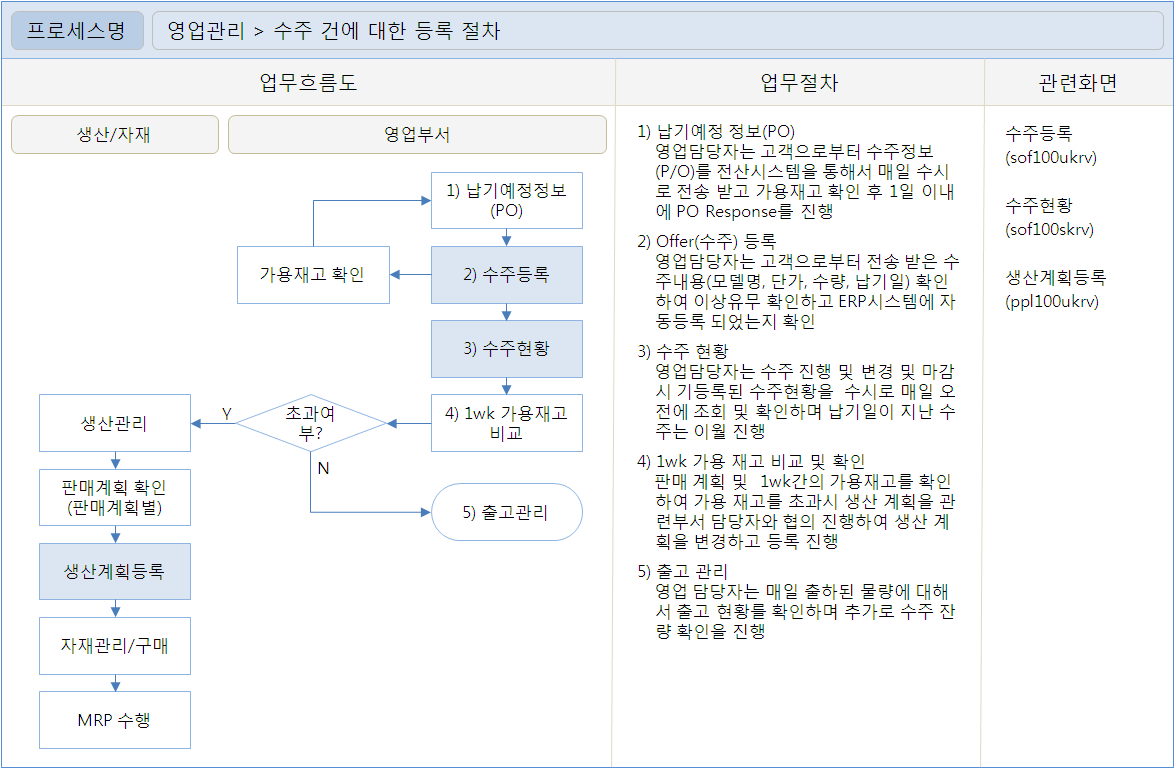 프로세스명
영업관리 > 수주 건에 대한 등록 절차
업무흐름도
업무절차
관련화면
생산/자재
영업부서
1) 납기예정정보
(PO)
가용재고 확인
2) 수주등록
3) 수주현황
생산관리
Y
초과여
부?
4) 1wk 가용재고
비교
N
판매계획 확인
(판매계획별)
5) 출고관리
생산계획등록
자재관리/구매
MRP 수행
1) 납기예정 정보(PO)
영업담당자는 고객으로부터 수주정보
(P/O)를 전산시스템을 통해서 매일 수시
로 전송 받고 가용재고 확인 후 1일 이내
에 PO Response를 진행
2) Offer(수주) 등록
영업담당자는 고객으로부터 전송 받은 수
주내용(모델명, 단가, 수량, 납기일) 확인
하여 이상유무 확인하고 ERP시스템에 자
동등록 되었는지 확인
3) 수주 현황
영업담당자는 수주 진행 및 변경 및 마감
시 기등록된 수주현황을 수시로 매일 오
전에 조회 및 확인하며 납기일이 지난 수
주는 이월 진행
4) 1wk 가용 재고 비교 및 확인
판매 계획 및 1wk간의 가용재고를 확인
하여 가용 재고를 초과시 생산 계획을 관
련부서 담당자와 협의 진행하여 생산 계
획을 변경하고 등록 진행
5) 출고 관리
영업 담당자는 매일 출하된 물량에 대해
서 출고 현황를 확인하며 추가로 수주 잔
량 확인을 진행
수주등록
(sof100ukrv)
수주현황
(sof100skrv)
생산계획등록
(ppl100ukrv)